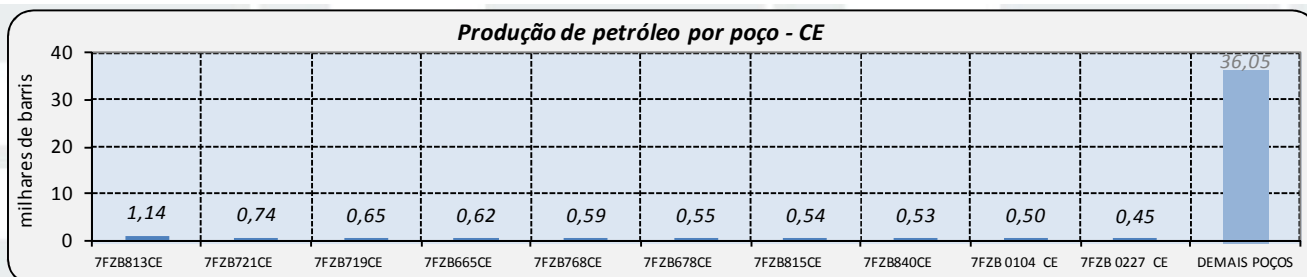 Produção de petróleo por poço - CE
milhares de barris
40
30
20
10
0
1,14
0,74
0,65
0,62
0,59
0,55
0,54
0,53
0,50
0,45
36,05
7FZB813CE
7FZB721CE
7FZB719CE
7FZB665CE
7FZB768CE
7FZB678CE
7FZB815CE
7FZB840CE
7FZB 0104 CE
7FZB 0227 CE
DEMAIS POÇOS